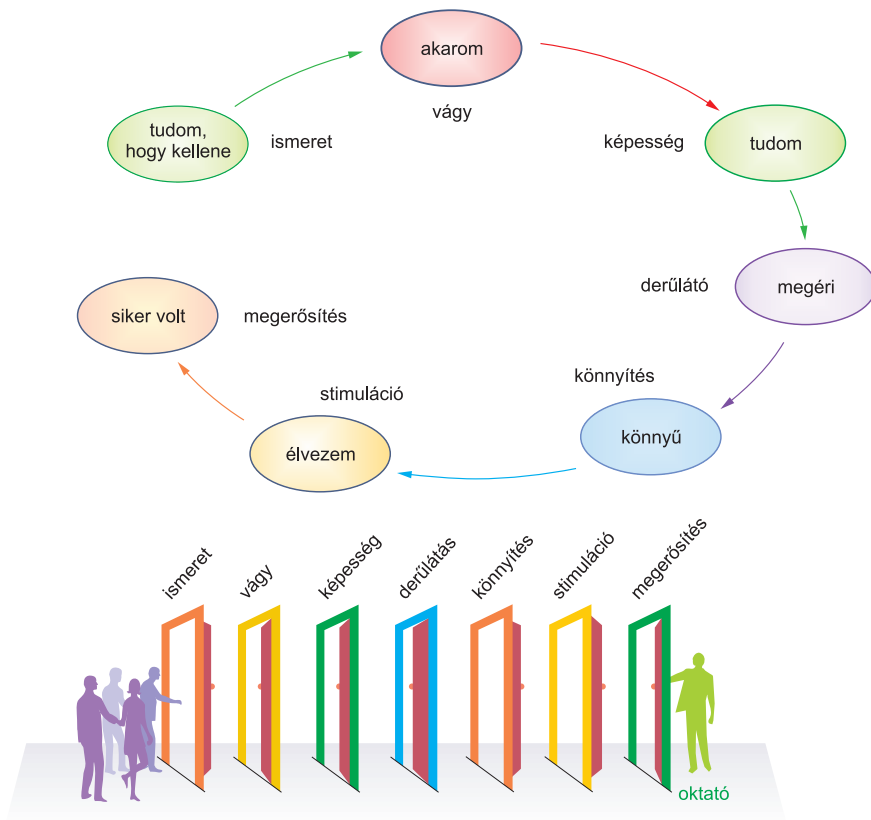 akarom
vágy
tudom,
hogy kellene
ismeret
képesség
tudom
derűlátó
megéri
siker volt
megerősítés
könnyítés
könnyű
stimuláció
élvezem
ismeret
vágy
képesség
derűlátás
könnyítés
stimuláció
megerősítés
oktató